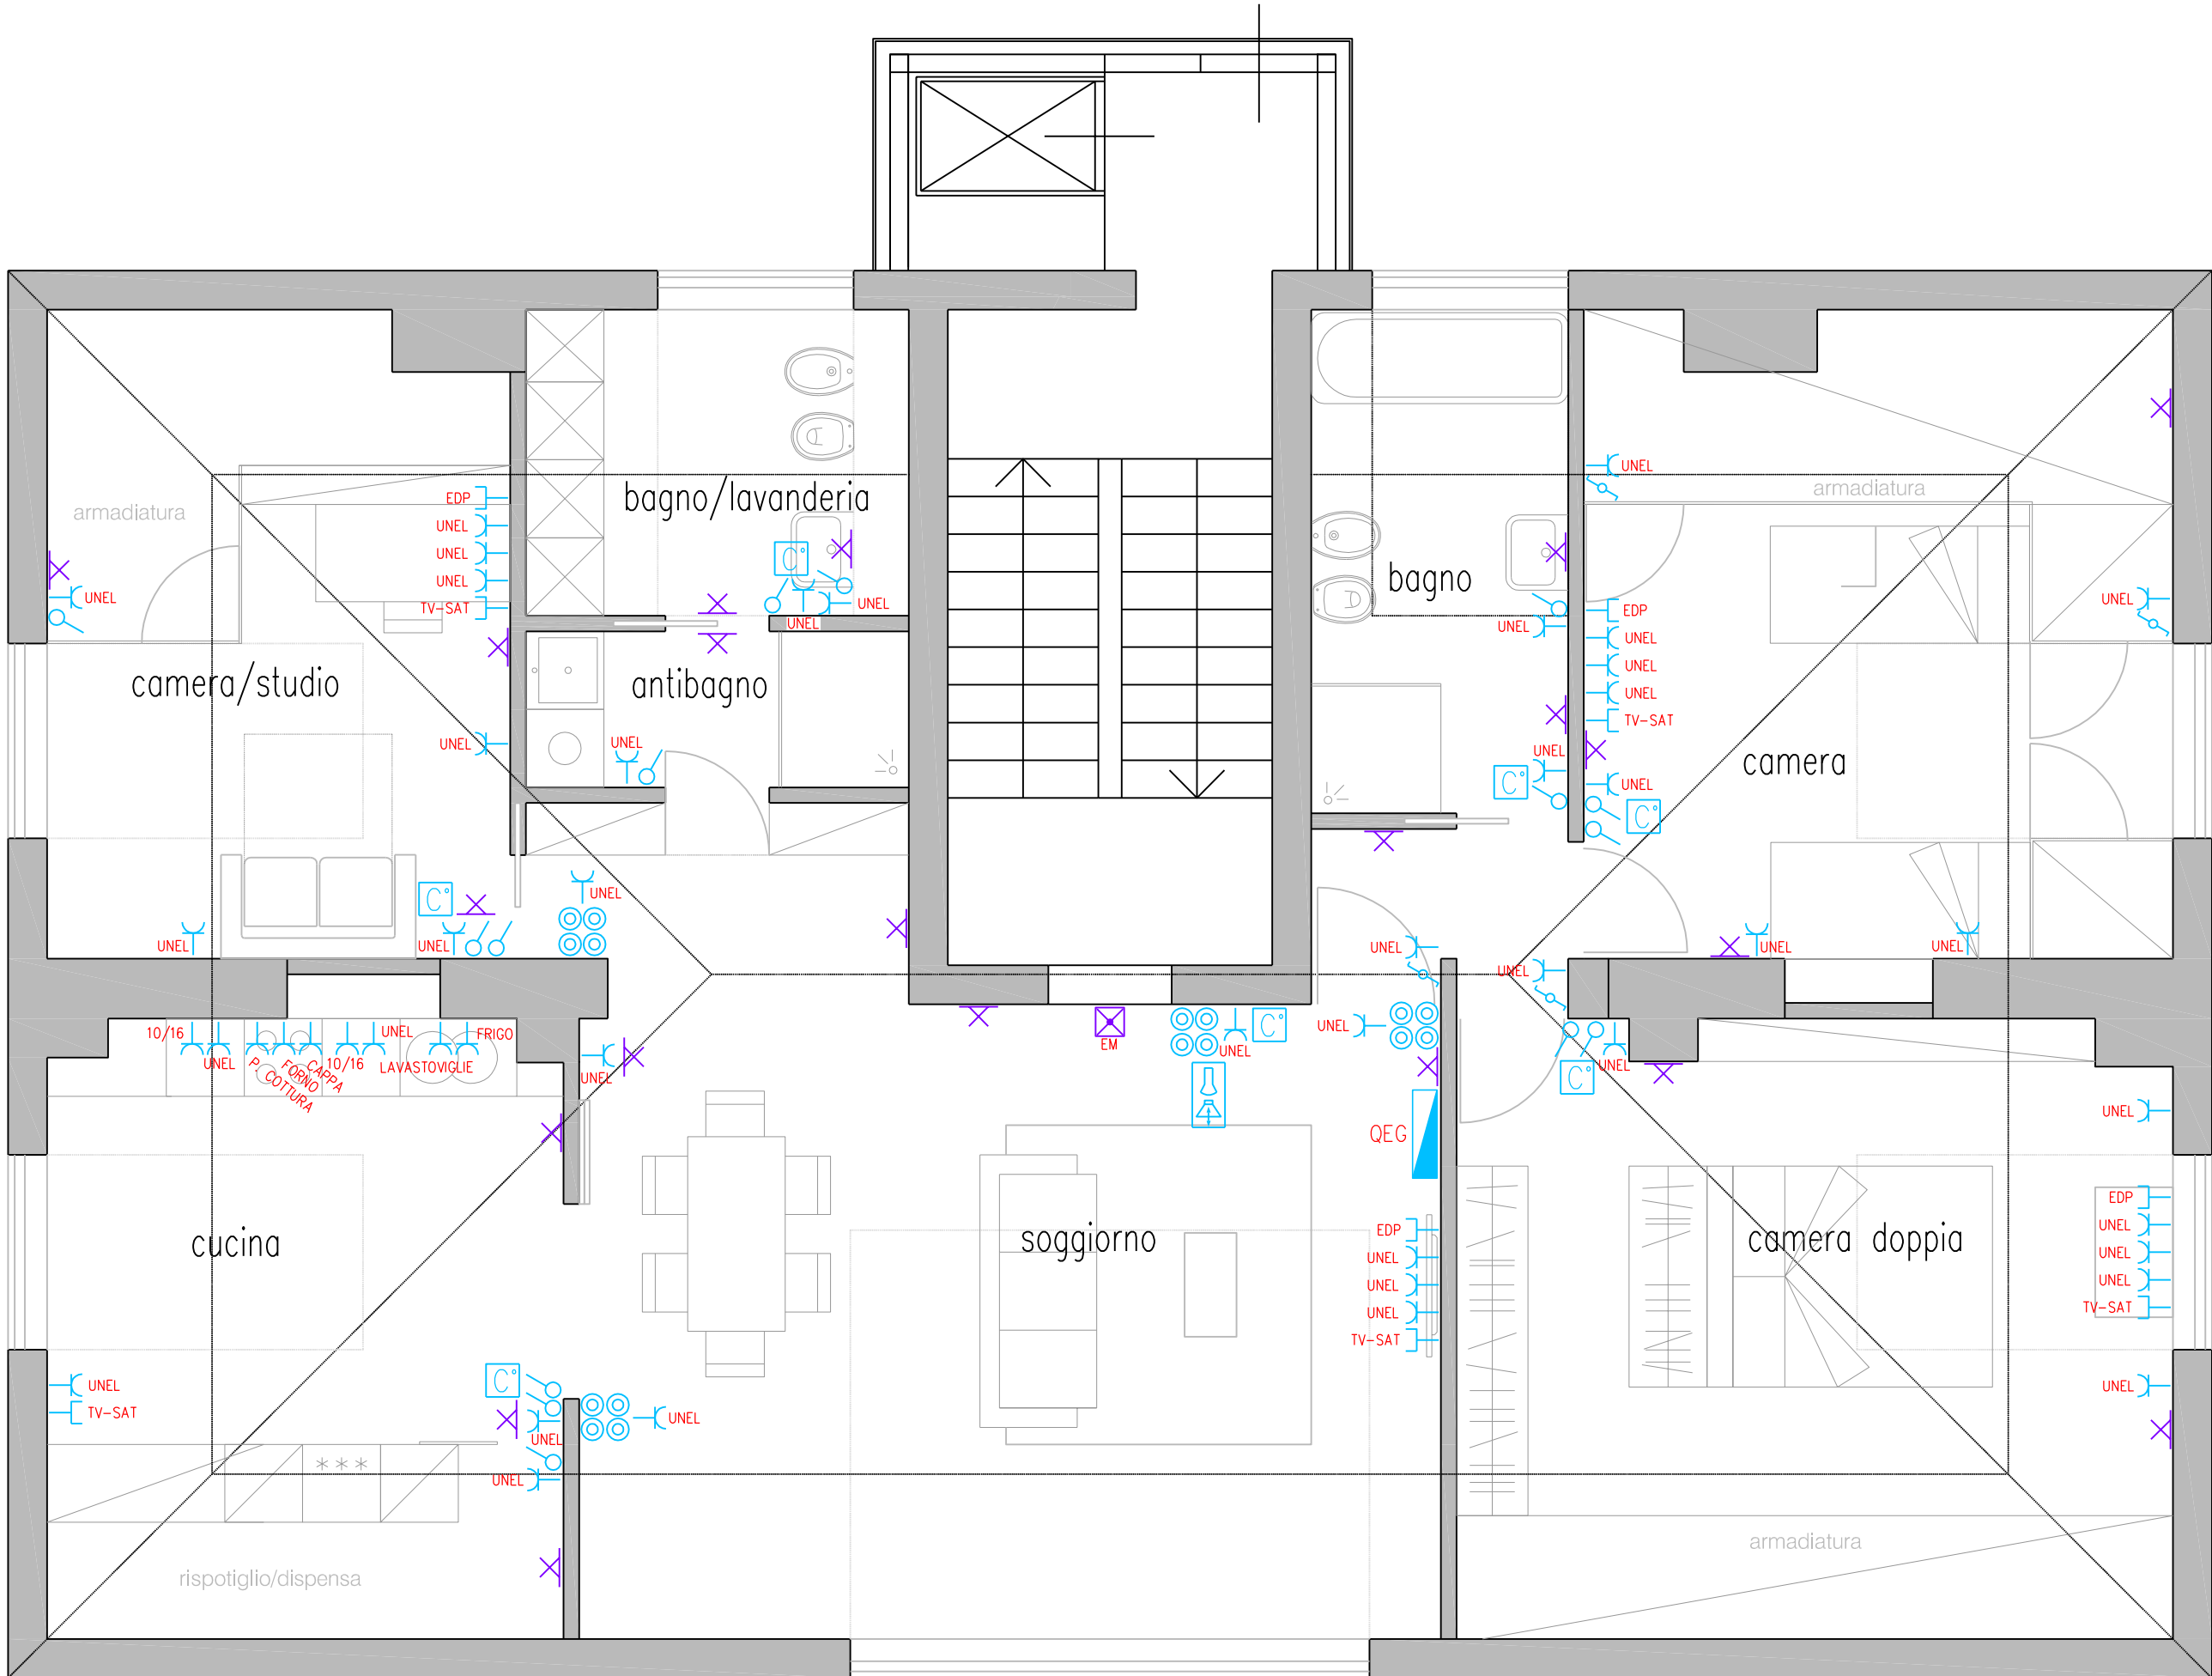 UNEL
armadiatura
bagno/lavanderia
EDP
armadiatura
UNEL
UNEL
UNEL
TV-SAT
UNEL
C°
UNEL
UNEL
bagno
UNEL
EDP
UNEL
UNEL
UNEL
UNEL
TV-SAT
camera/studio
antibagno
UNEL
UNEL
UNEL
camera
C°
UNEL
C°
C°
UNEL
UNEL
UNEL
UNEL
UNEL
UNEL
UNEL
10/16
UNEL
FRIGO
UNEL
P. COTTURA
FORNO
CAPPA
10/16
LAVASTOVIGLIE
UNEL
EM
C°
UNEL
UNEL
C°
UNEL
UNEL
QEG
cucina
soggiorno
EDP
UNEL
UNEL
UNEL
TV-SAT
camera doppia
EDP
UNEL
UNEL
UNEL
TV-SAT
UNEL
TV-SAT
C°
UNEL
UNEL
UNEL
UNEL
***
armadiatura
rispotiglio/dispensa